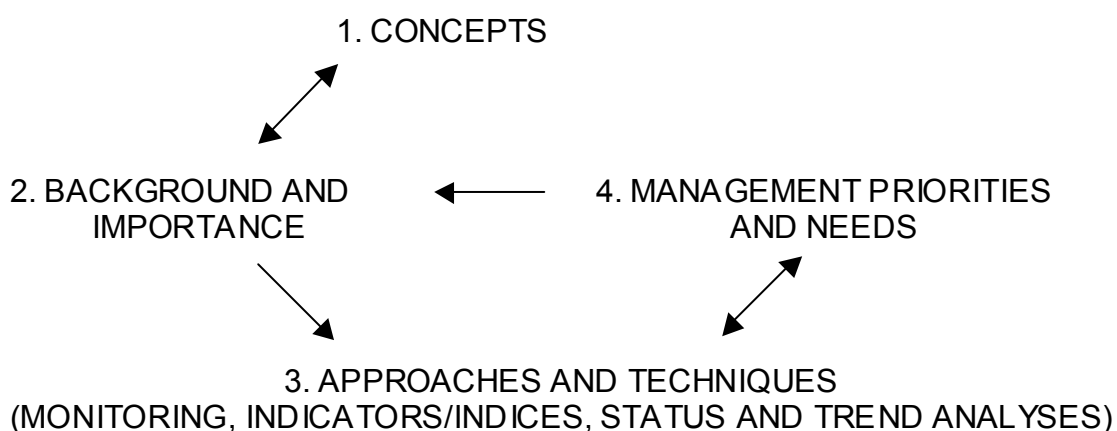 1. CONCEPTS
2. BACKGROUND AND
IMPORTANCE
4. MANAGEMENT PRIORITIES
AND NEEDS
3. APPROACHES AND TECHNIQUES
(MONITORING, INDICATORS/INDICES, STATUS AND TREND ANALYSES)